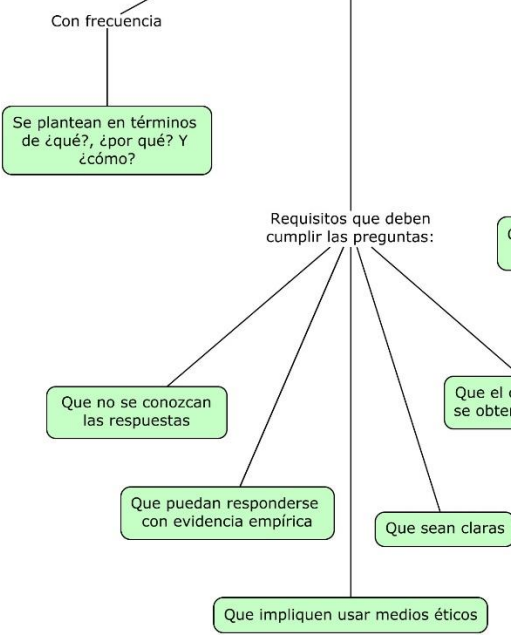 Con frecuencia
Se plantean en términos
de ¿qué?, ¿por qué? Y
¿cómo?
Requisitos que deben
cumplir las preguntas:
Que no se conozcan
las respuestas
Que el
se
Que puedan responderse
con evidencia empírica
Que sean claras
Que impliquen usar medios éticos